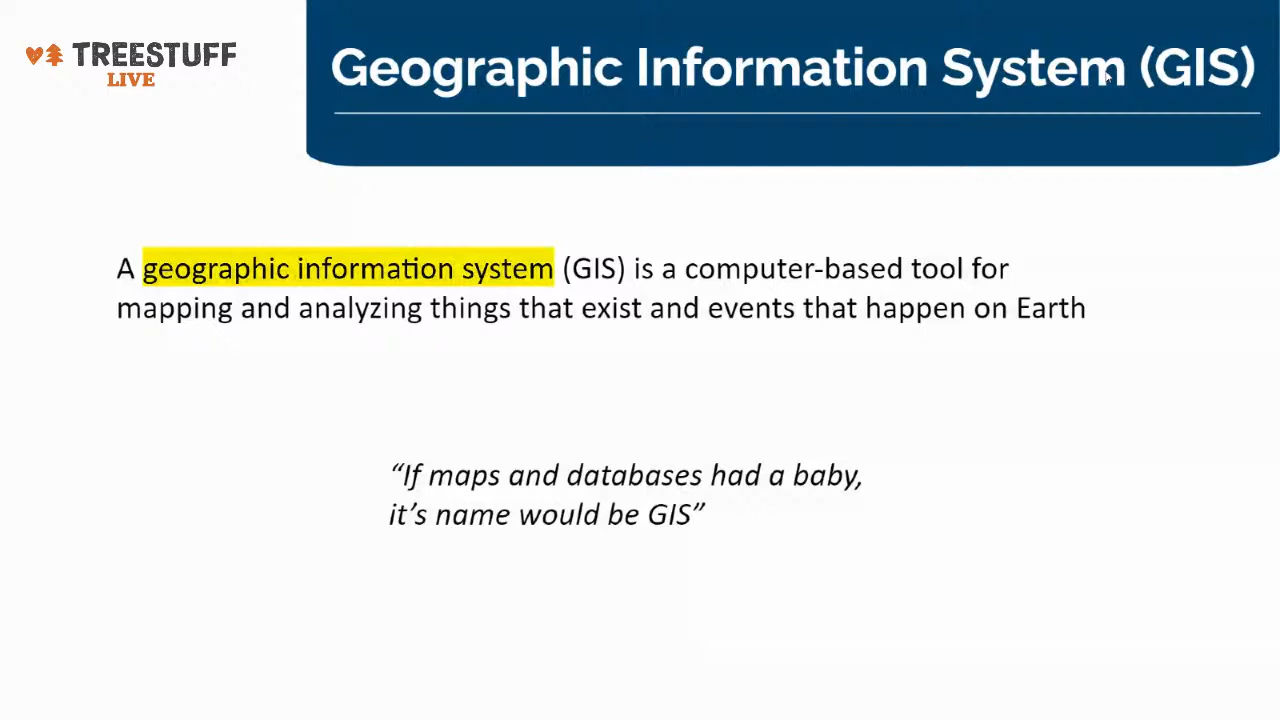 TREESTUFF
LIVE
Geographic Information System (GIS)
A geographic information system (GIS) is a computer-based tool for
mapping and analyzing things that exist and events that happen on Earth
“If maps and databases had a baby,
it’s name would be GIS”